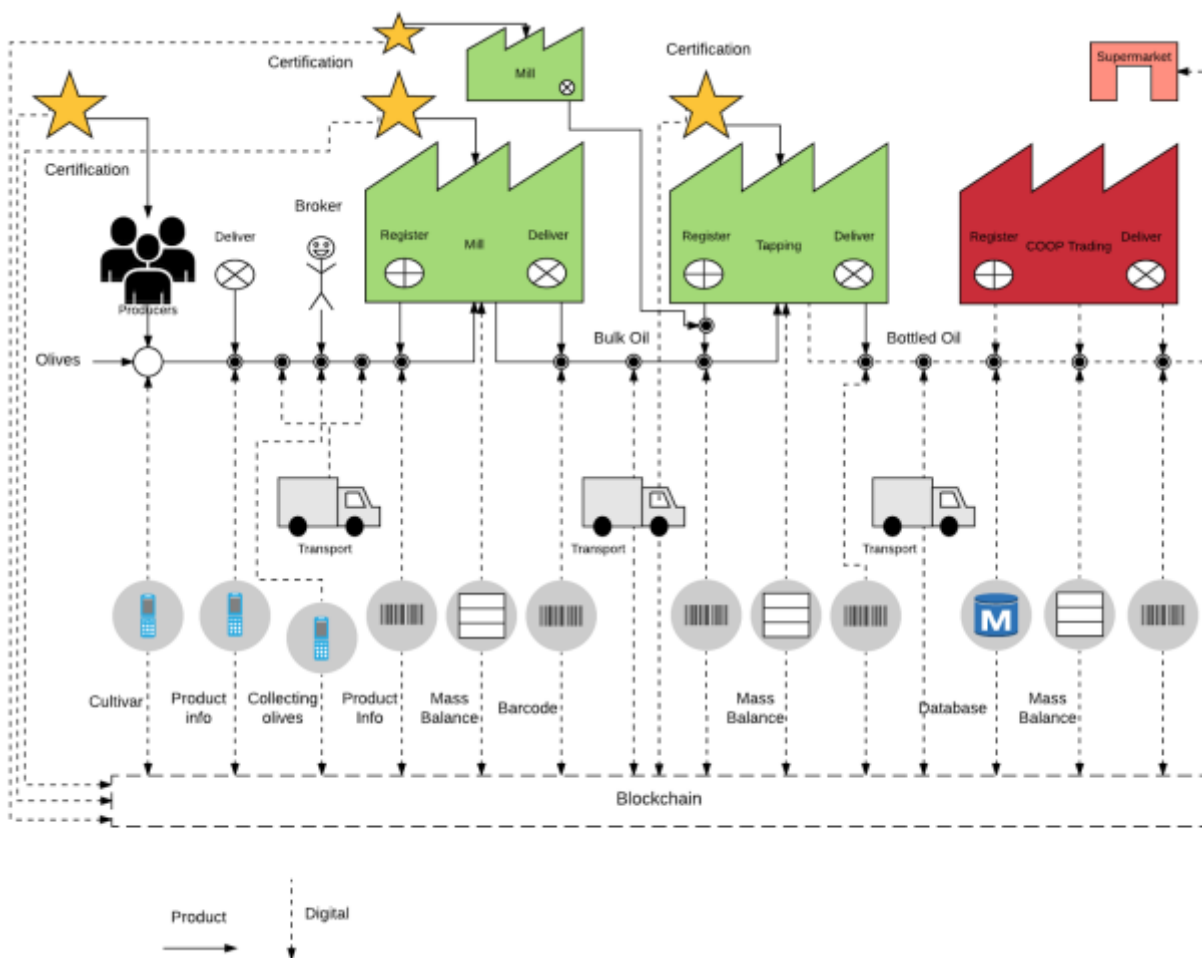 Certification
Mill
Certification
Supermarket
Certification
Broker
Deliver
Register
Mill
Deliver
Register
Tapping
Deliver
Register
COOP Trading
Deliver
Producers
Olives
Bulk Oil
Bottled Oil
Transport
Transport
Transport
M
Cultivar
Product
info
Collecting
olives
Product
Info
Mass
Balance
Barcode
Mass
Balance
Database
Mass
Balance
Blockchain
Product
Digital